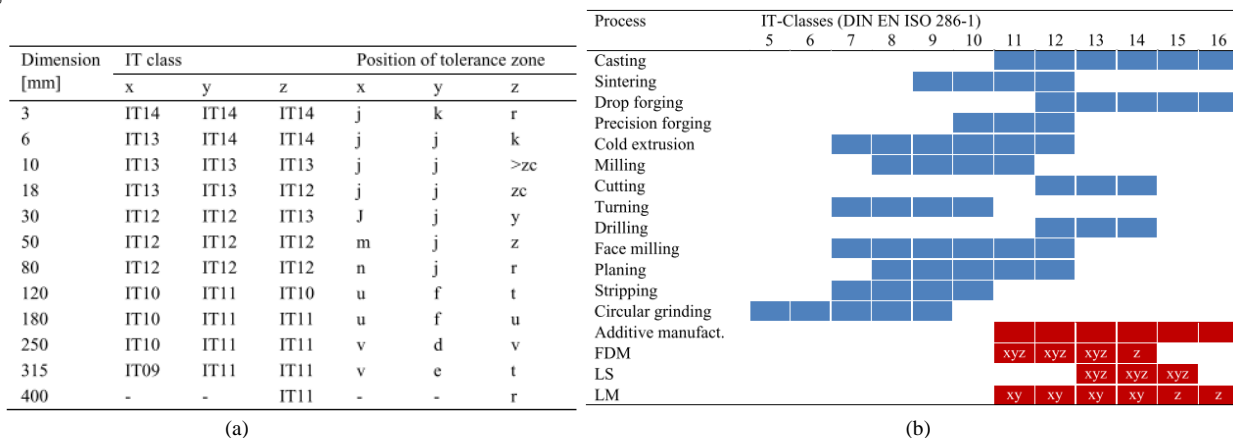 Dimension IT class Position of tolerance zone
[mm] x y z x y z
3 IT14 IT14 IT14 j k r
6 IT13 IT14 IT14 j j k
10 IT13 IT13 IT13 j j >zc
18 IT13 IT13 IT12 j j zc
30 IT12 IT12 IT13 J j y
50 IT12 IT12 IT12 m j z
80 IT12 IT12 IT12 n j r
120 IT10 IT11 IT10 u f t
180 IT10 IT11 IT11 u f u
250 IT10 IT11 IT11 v d v
315 IT09 IT11 IT11 v e t
400 - - IT11 - - r
(a)
Process IT-Classes (DIN EN ISO 286-1)
5 6 7 8 9 10 11 12 13 14 15 16
Casting
Sintering
Drop forging
Precision forging
Cold extrusion
Milling
Cutting
Turning
Drilling
Face milling
Planing
Stripping
Circular grinding
Additive manufact.
FDM xyz xyz xyz z
LS xyz xyz xyz
LM xy xy xy xy z z
(b)